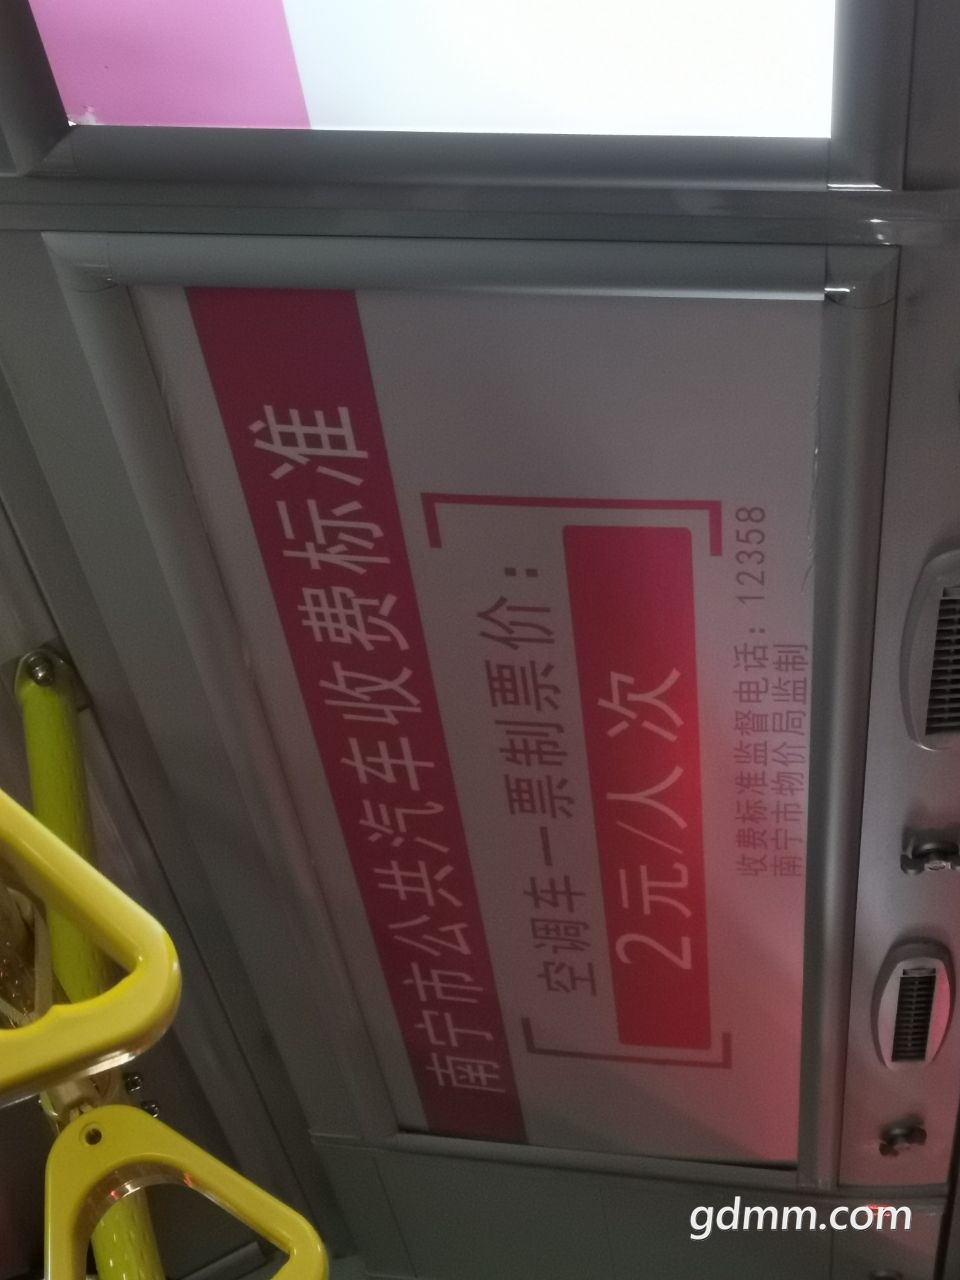 南宁市公共汽车收费标准
空调车一票制票价:
2元/人次
收费标准监督电话: 12358
南宁市物价局监制
gdmm.com